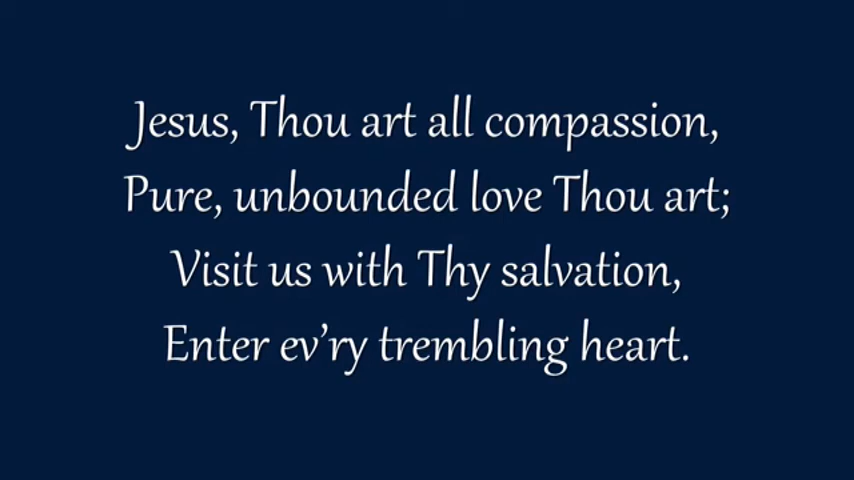 Jesus, Thou art all compassion,
Pure, unbounded love Thou art;
Visit us with Thy salvation,
Enter ev’ry trembling heart.